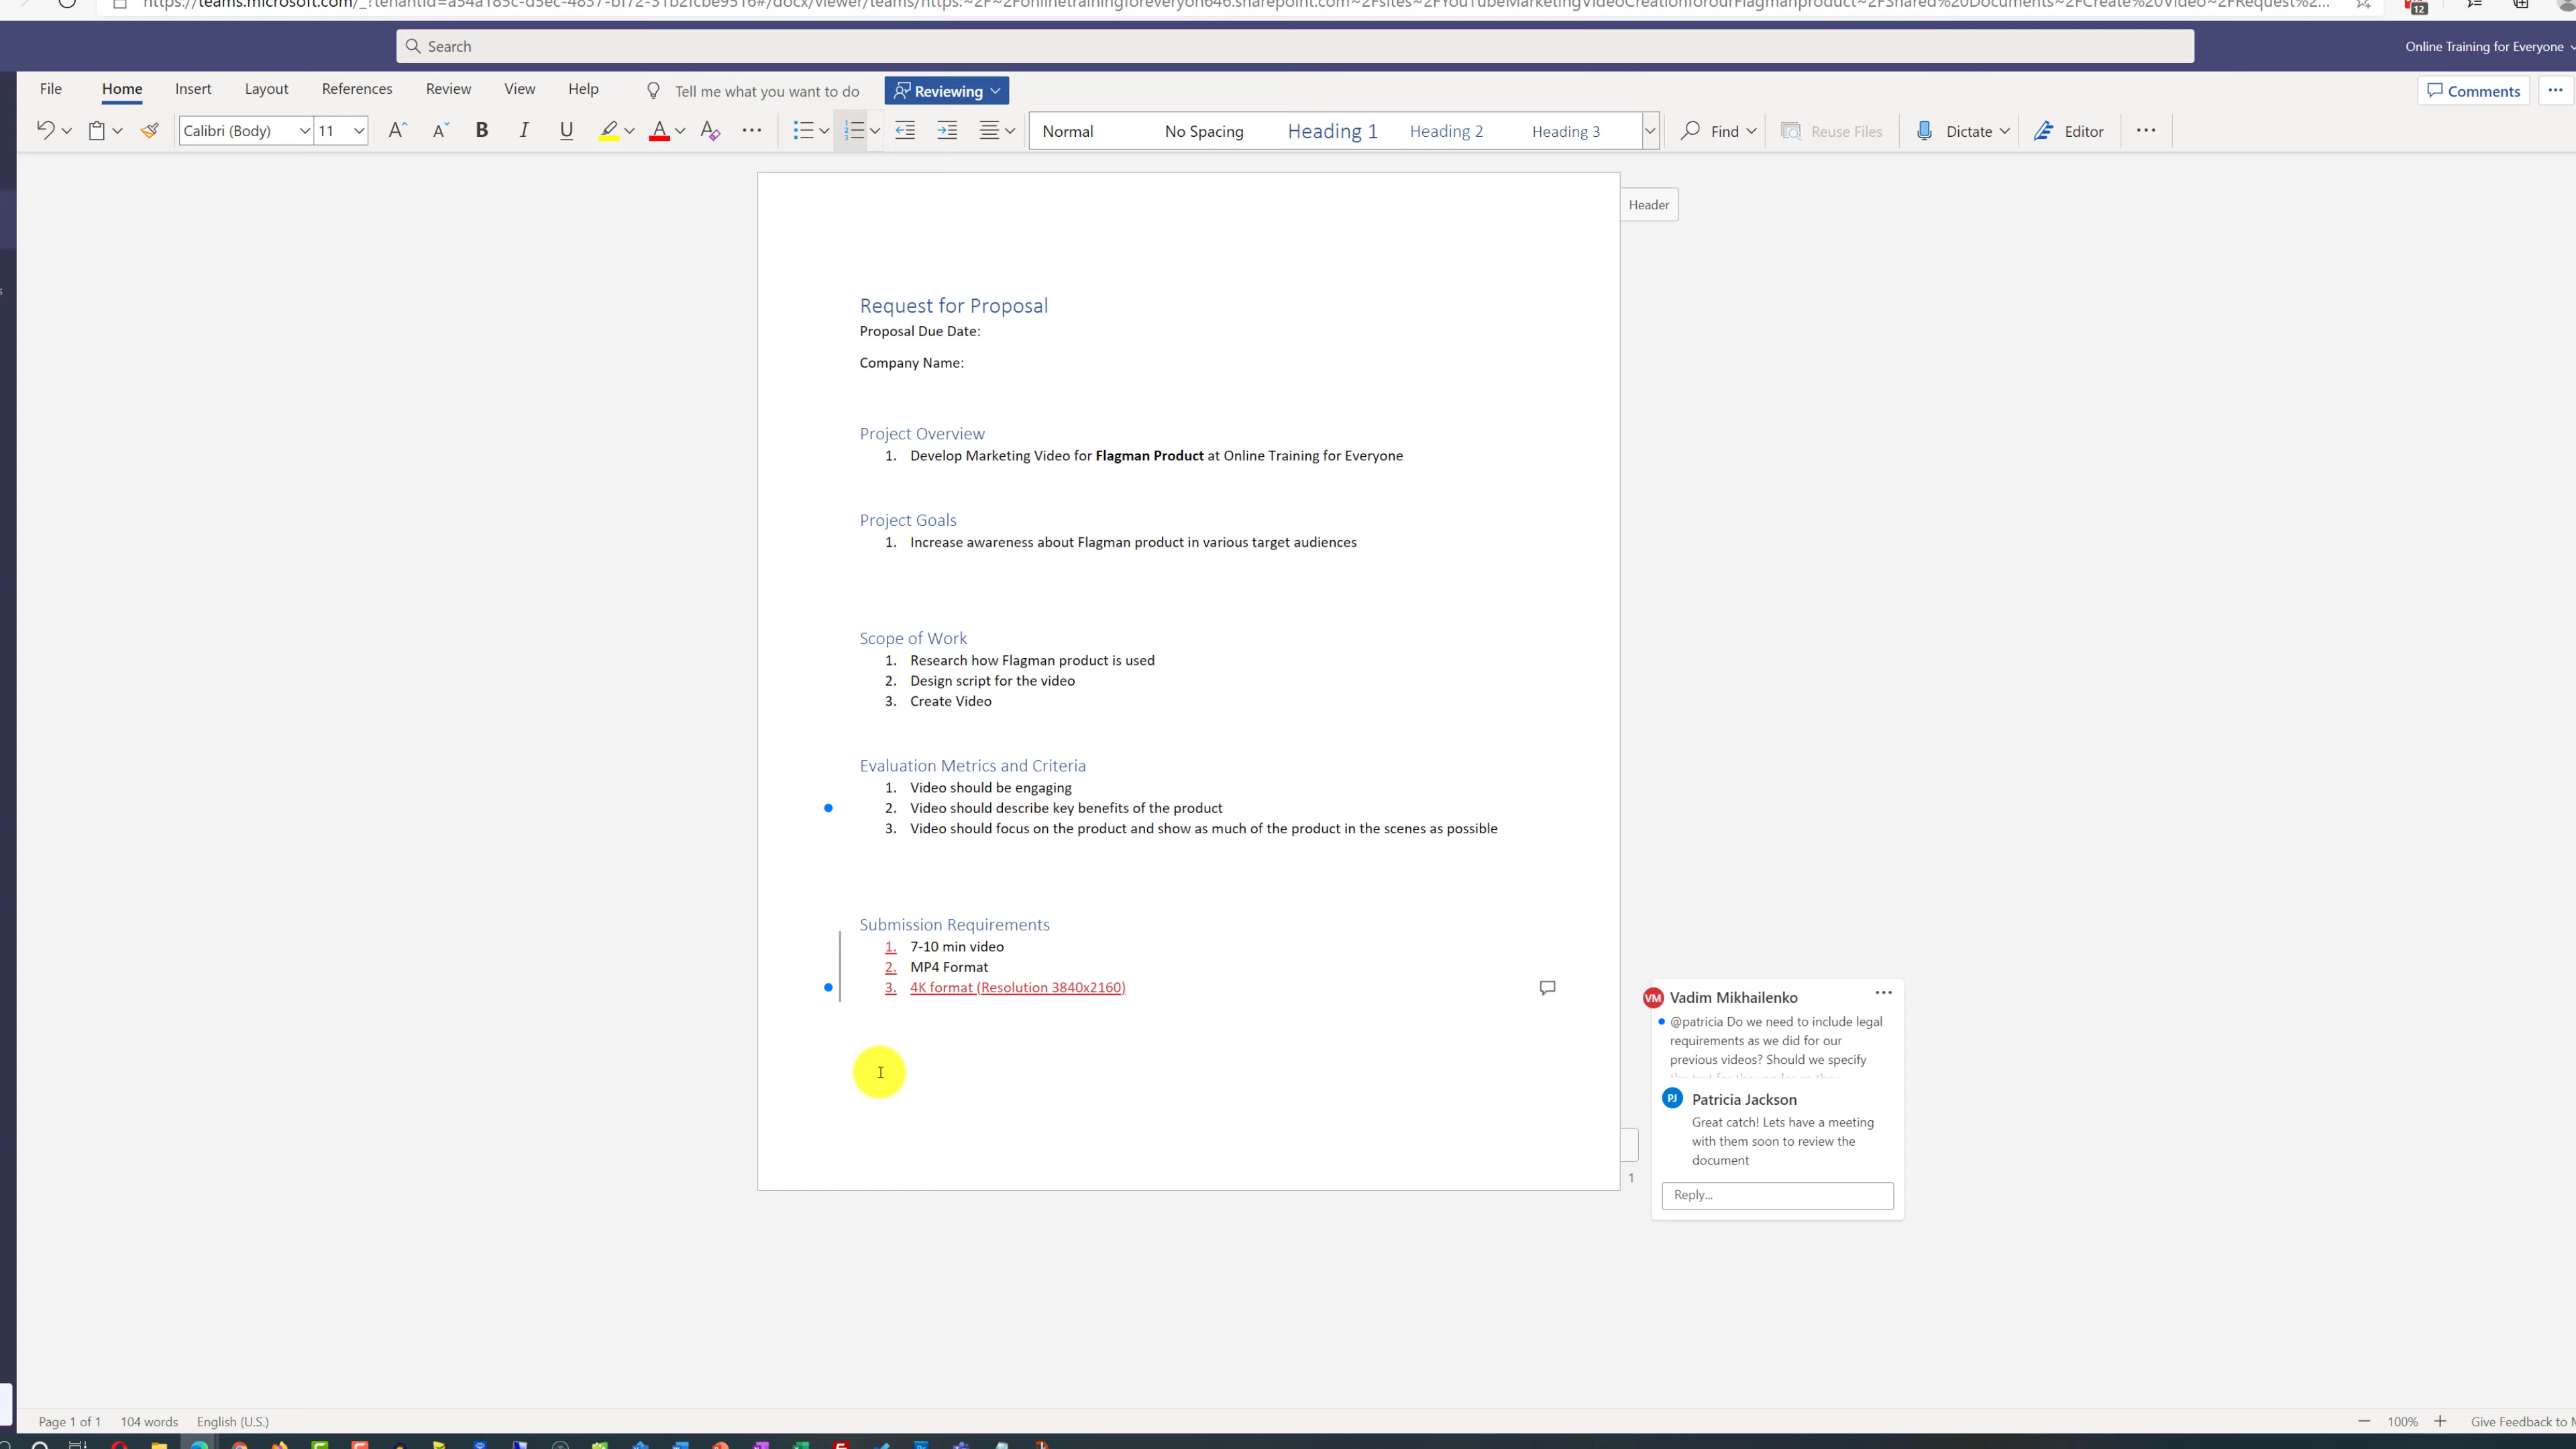 Search
Online Training for Everyone
File Home Insert Layout References Review View Help Tell me what you want to do Reviewing Comments
Calibri (Body) 11 Normal No Spacing Heading 1 Heading 2 Heading 3 Find Reuse Files Dictate Editor
Header
Request for Proposal
Proposal Due Date:
Company Name:
Project Overview
1. Develop Marketing Video for Flagman Product at Online Training for Everyone
Project Goals
1. Increase awareness about Flagman product in various target audiences
Scope of Work
1. Research how Flagman product is used
2. Design script for the video
3. Create Video
Evaluation Metrics and Criteria
1. Video should be engaging
2. Video should describe key benefits of the product
3. Video should focus on the product and show as much of the product in the scenes as possible
Submission Requirements
1. 7-10 min video
2. MP4 Format
3. 4K format (Resolution 3840x2160)
VM Vadim Mikhailenko
@patricia Do we need to include legal
requirements as we did for our
previous videos? Should we specify
PJ Patricia Jackson
Great catch! Lets have a meeting
with them soon to review the
document
Reply...
1
Page 1 of 1 104 words English (U.S.)
100% Give Feedback to